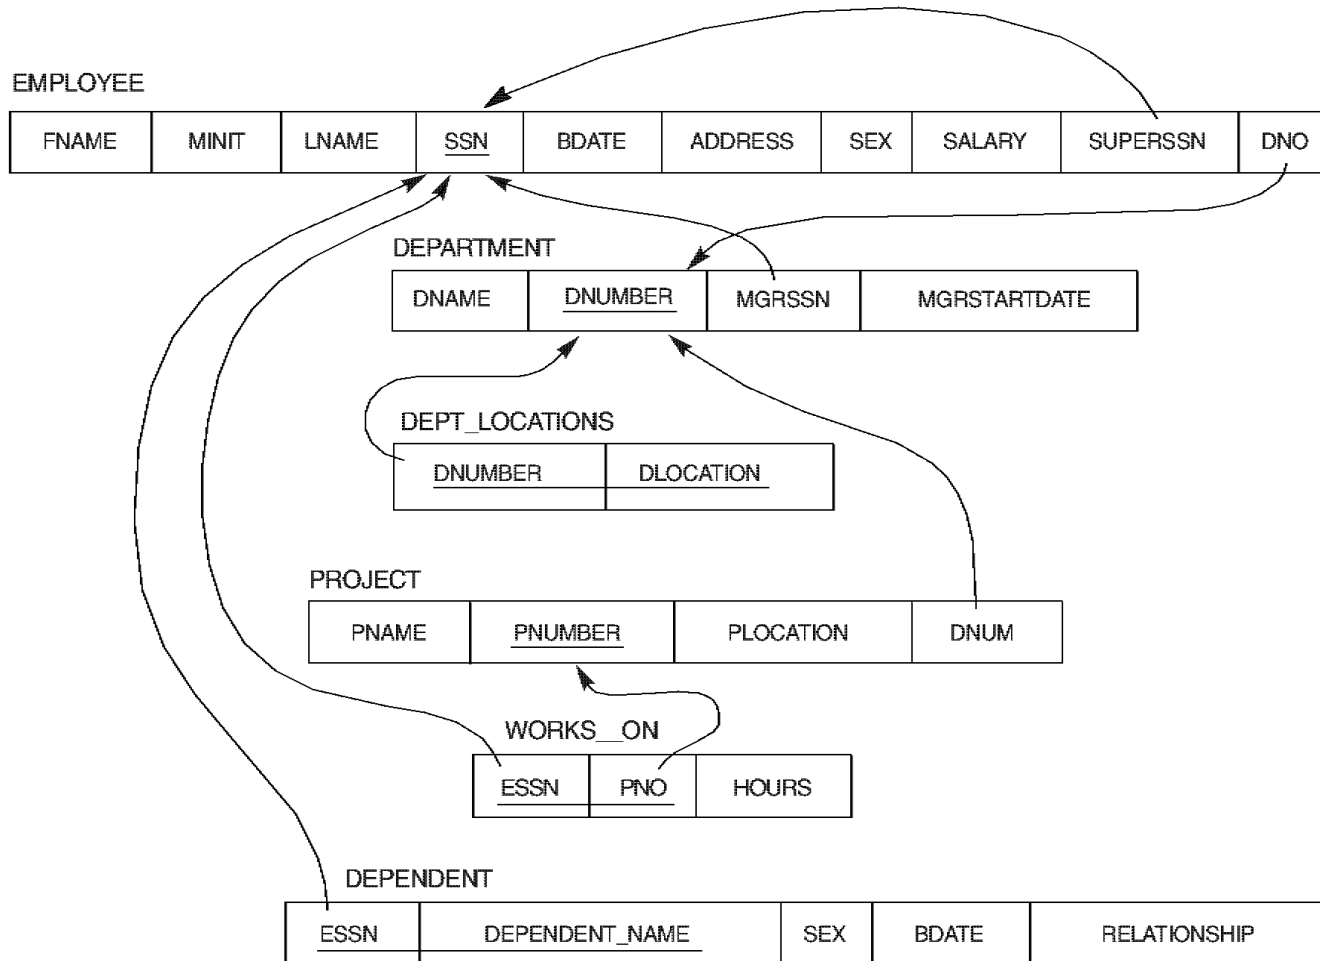 EMPLOYEE
FNAME MINIT LNAME SSN BDATE ADDRESS SEX SALARY SUPERSSN DNO
DEPARTMENT
DNAME DNUMBER MGRSSN MGRSTARTDATE
DEPT_LOCATIONS
DNUMBER DLOCATION
PROJECT
PNAME PNUMBER PLOCATION DNUM
WORKS__ON
ESSN PNO HOURS
DEPENDENT
ESSN DEPENDENT_NAME SEX BDATE RELATIONSHIP